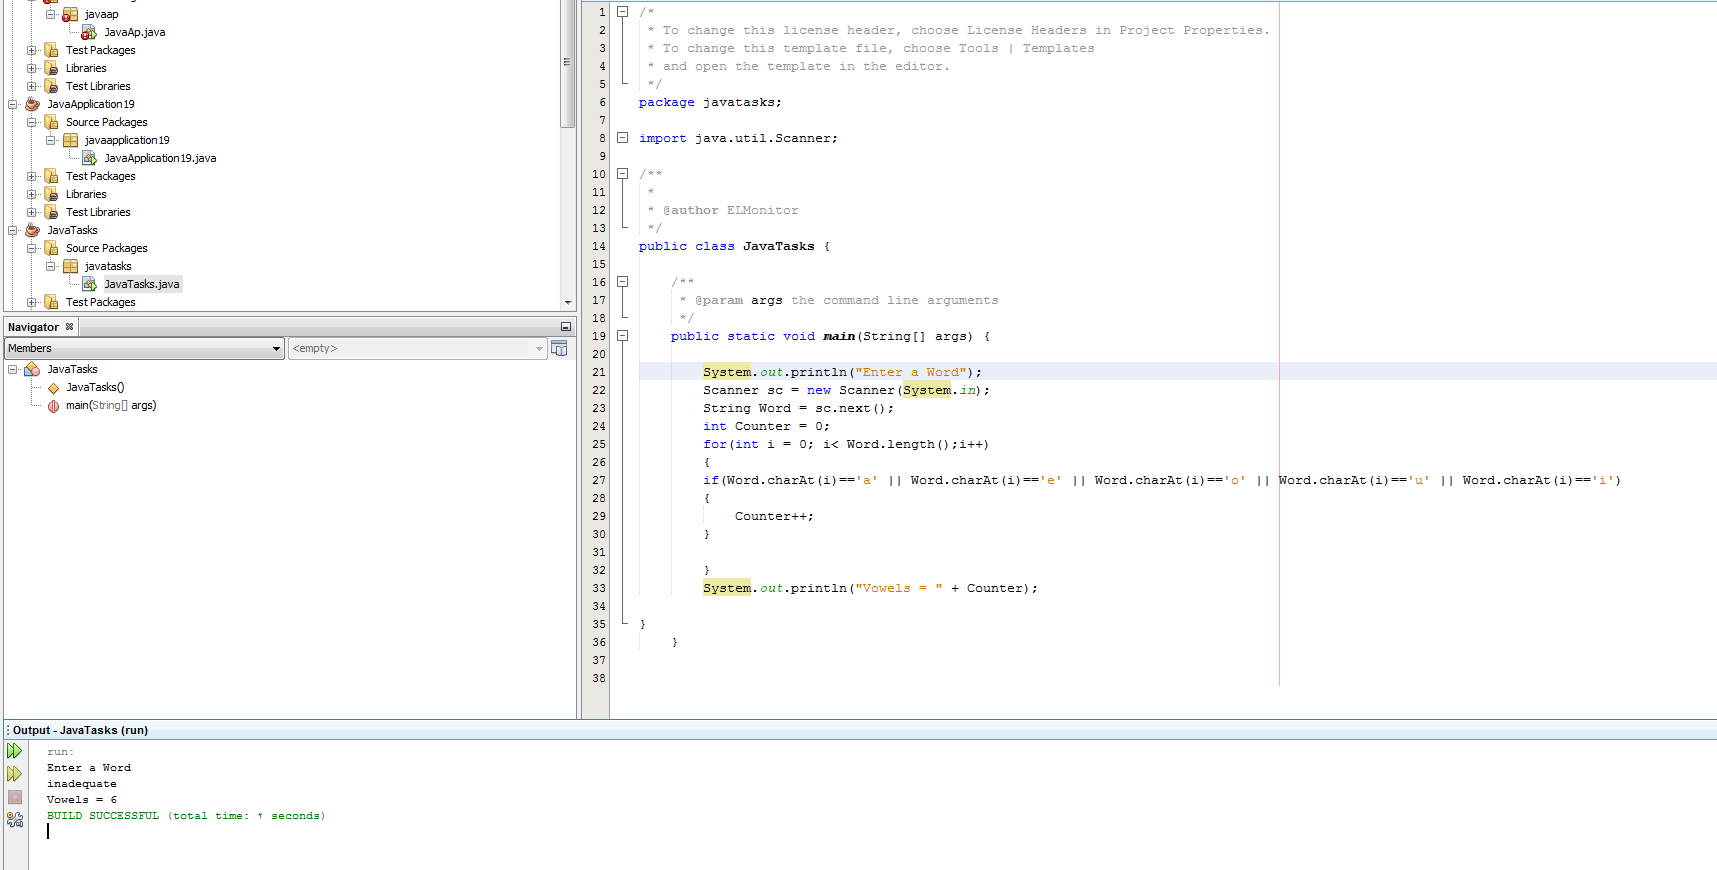 javaap
JavaAp.java
Test Packages
Libraries
Test Libraries
JavaApplication19
Source Packages
javaapplication19
JavaApplication19.java
Test Packages
Libraries
Test Libraries
JavaTasks
Source Packages
javatasks
JavaTasks.java
Test Packages
Navigator
Members
<empty>
JavaTasks
JavaTasks()
main(String[] args)
1 /*
2 * To change this license header, choose License Headers in Project Properties.
3 * To change this template file, choose Tools | Templates
4 * and open the template in the editor.
5 */
6 package javatasks;
7
8 import java.util.Scanner;
9
10 /**
11 *
12 * @author ELMonitor
13 */
14 public class JavaTasks {
15
16 /**
17 * @param args the command line arguments
18 */
19 public static void main(String[] args) {
20
21 System.out.println("Enter a Word");
22 Scanner sc = new Scanner(System.in);
23 String Word = sc.next();
24 int Counter = 0;
25 for(int i = 0; i< Word.length();i++)
26 {
27 if(Word.charAt(i)=='a' || Word.charAt(i)=='e' || Word.charAt(i)=='o' || Word.charAt(i)=='u' || Word.charAt(i)=='i')
28 {
29 Counter++;
30 }
31
32 }
33 System.out.println("Vowels = " + Counter);
34
35 }
36 }
37
38
Output - JavaTasks (run)
run:
Enter a Word
inadequate
Vowels = 6
BUILD SUCCESSFUL (total time: ٢ seconds)